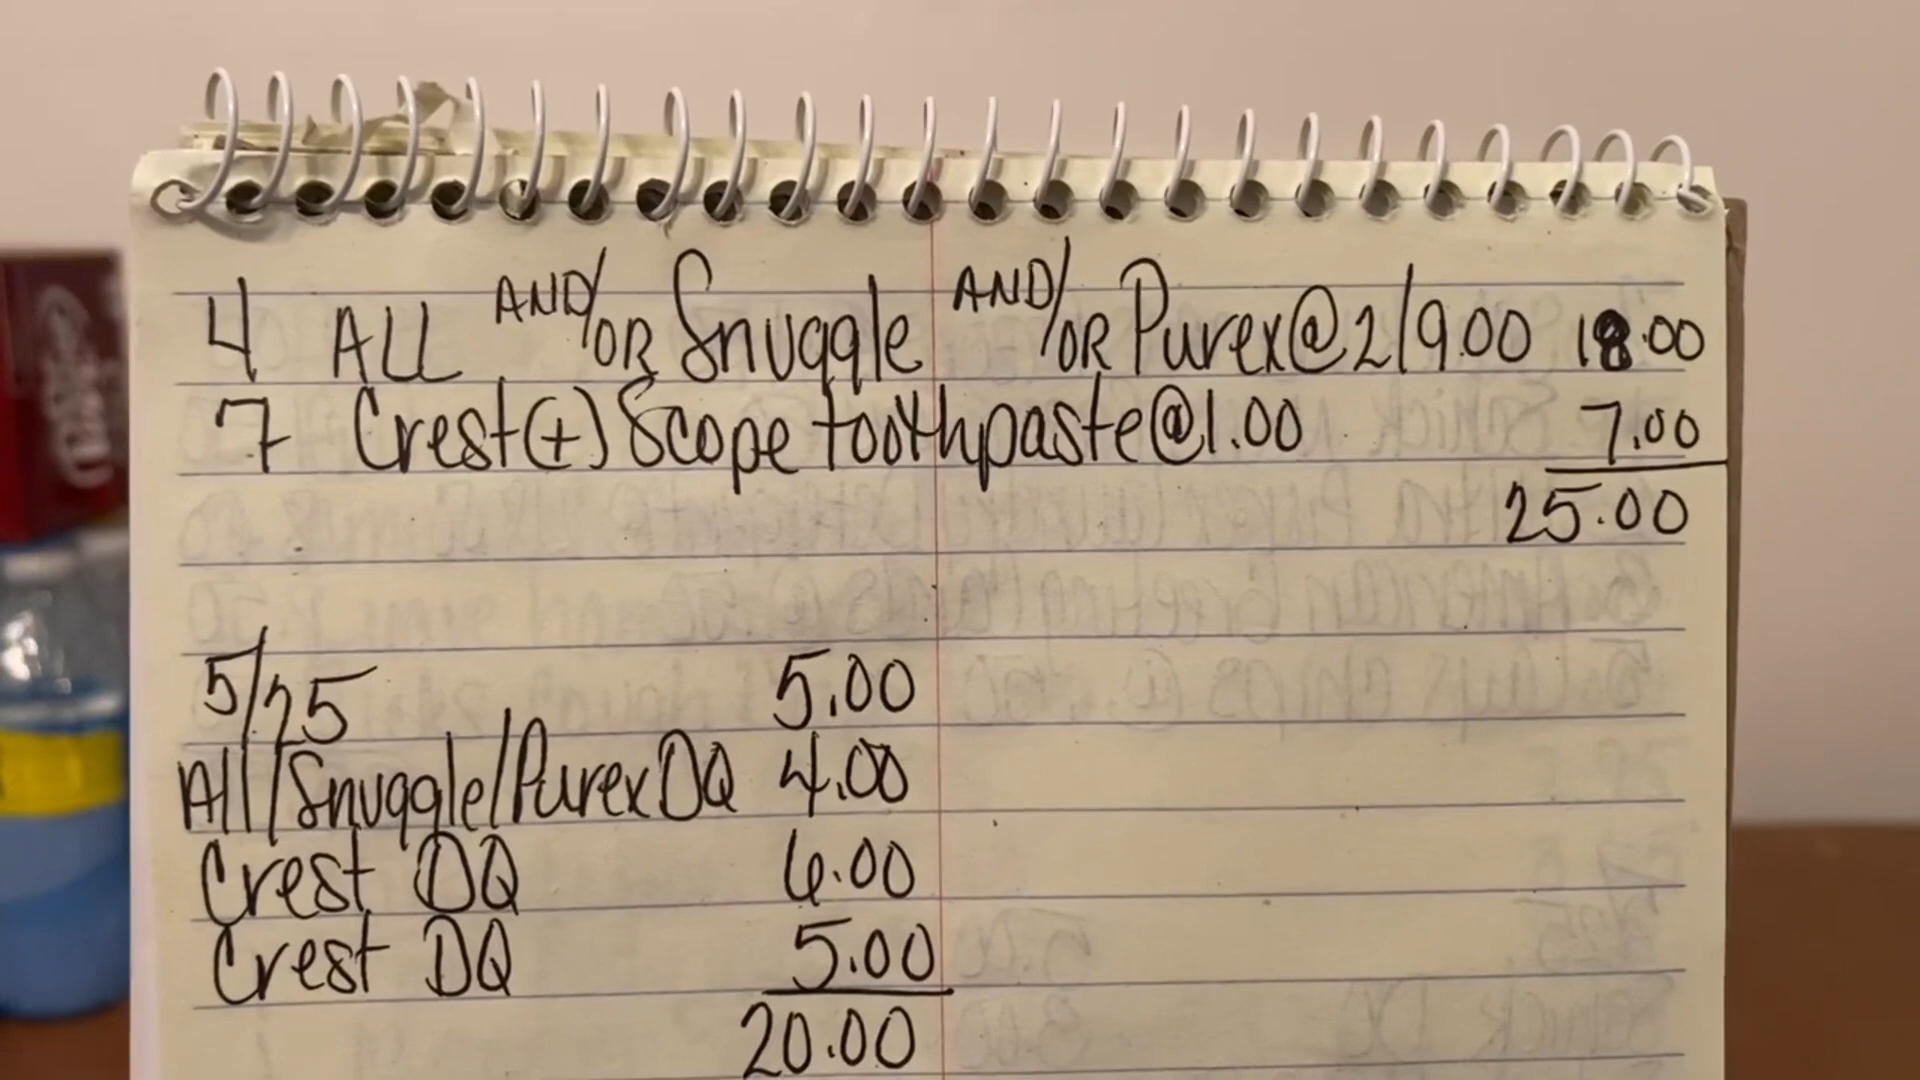 4 ALL AND/OR Snuggle AND/OR Purex@2/9.00 18.00
7 Crest(+) Scope toothpaste@1.00 7.00
25.00
5/25 5.00
All/Snuggle/Purex DQ 4.00
Crest DQ 6.00
Crest DQ 5.00
20.00